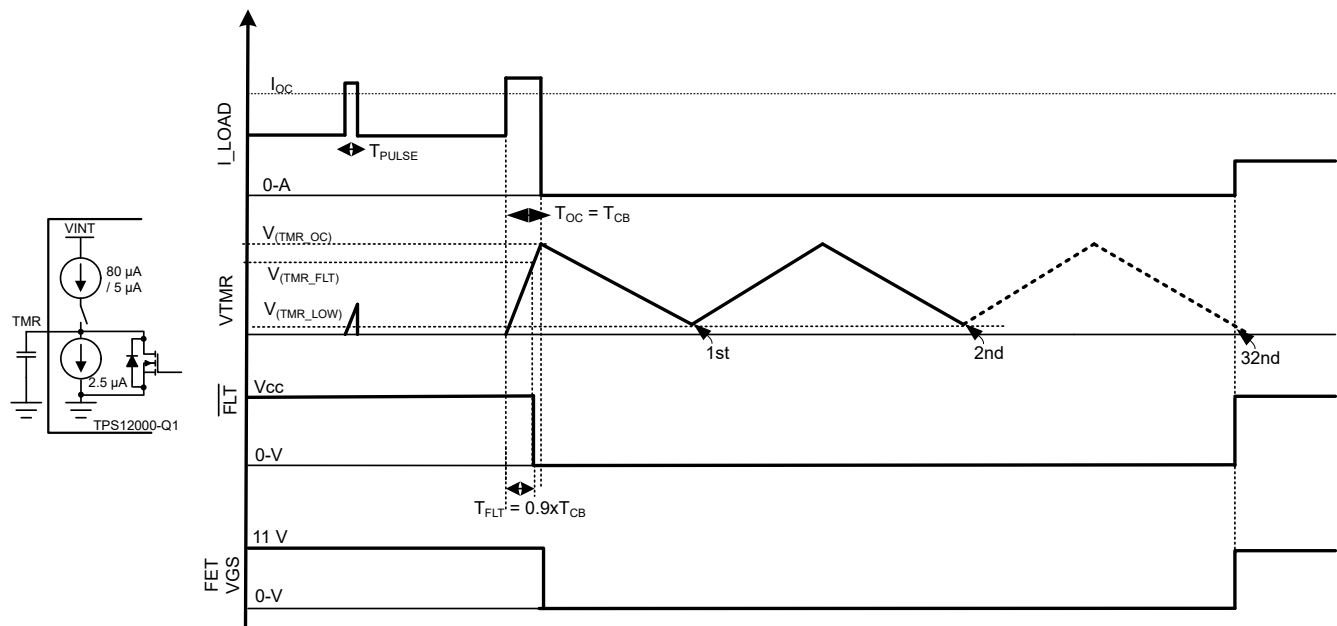 I_LOAD
I_OC
T_PULSE
0-A
T_OC = T_CB
VTMR
V_(TMR_OC)
V_(TMR_FLT)
V_(TMR_LOW)
1st
2nd
32nd
VINT
80 µA
/ 5 µA
TMR
2.5 µA
TPS12000-Q1
FLT
Vcc
0-V
T_FLT = 0.9xT_CB
FET
VGS
11 V
0-V